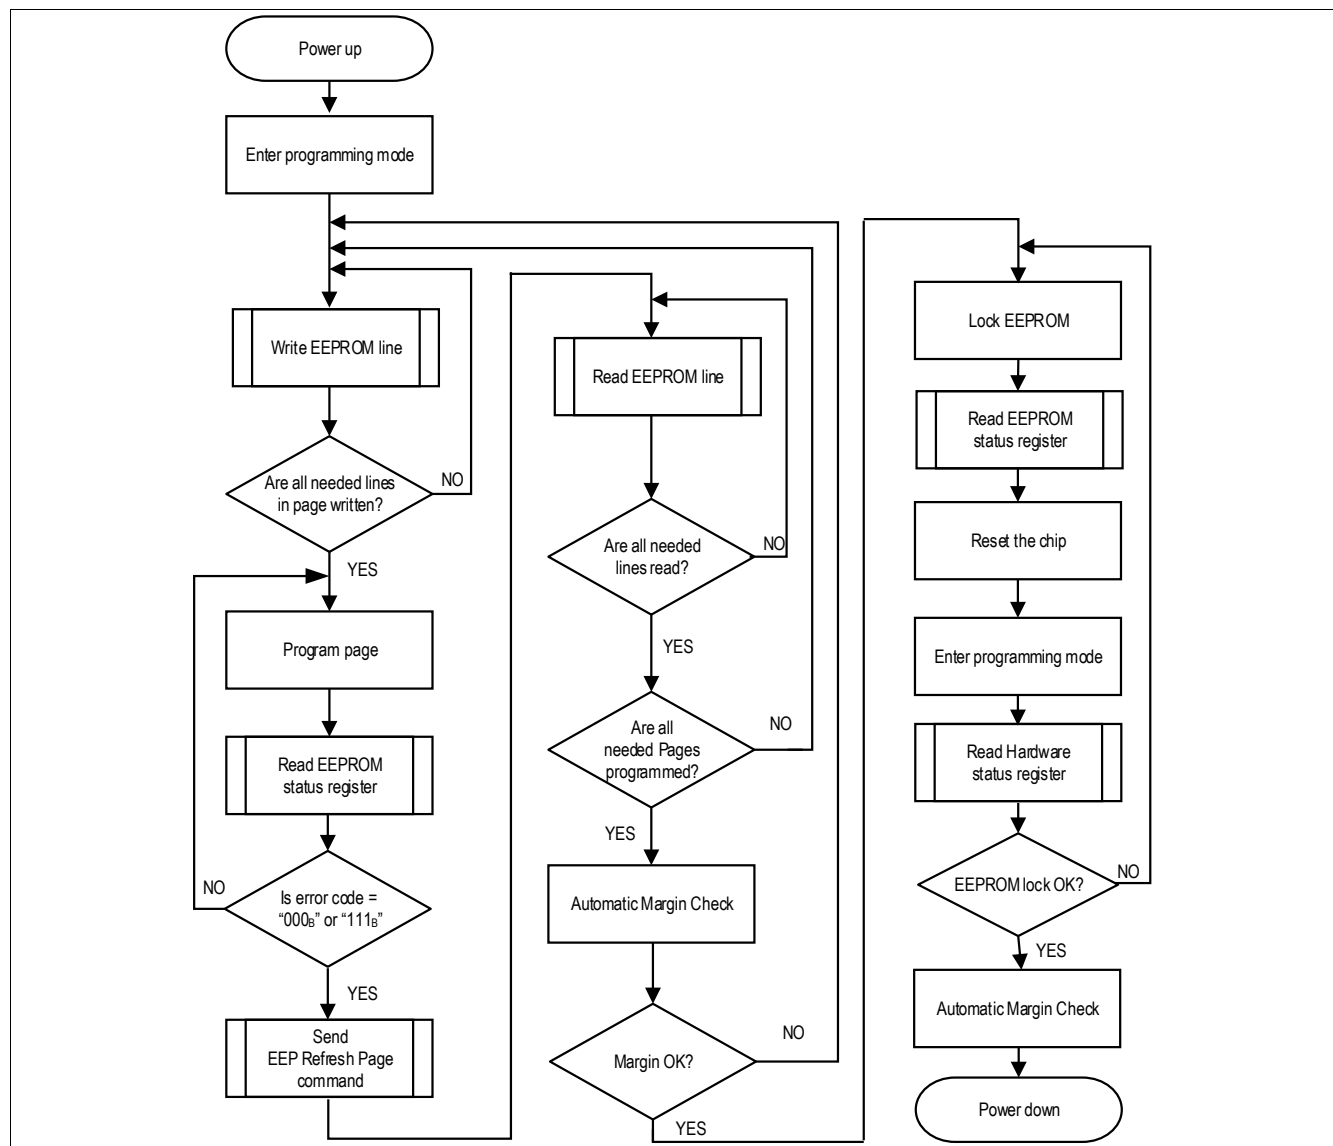 Power up
Enter programming mode
Write EEPROM line
Are all needed lines
in page written?
NO
YES
Program page
Read EEPROM
status register
NO
Is error code =
“000B” or “111B”
YES
Send
EEP Refresh Page
command
Read EEPROM line
Are all needed
lines read?
NO
YES
Are all
needed Pages
programmed?
NO
YES
Automatic Margin Check
NO
Margin OK?
YES
Lock EEPROM
Read EEPROM
status register
Reset the chip
Enter programming mode
Read Hardware
status register
EEPROM lock OK?
NO
YES
Automatic Margin Check
Power down